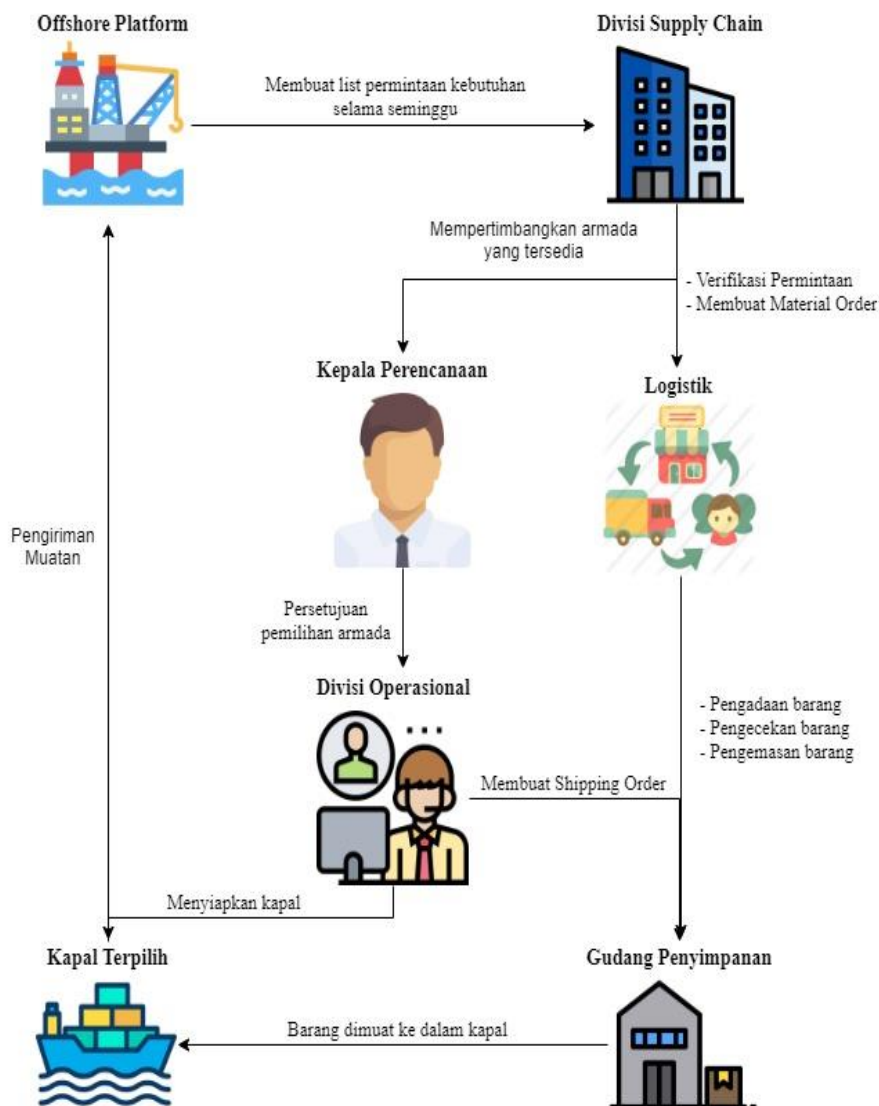 Offshore Platform
Divisi Supply Chain
Membuat list permintaan kebutuhan
selama seminggu
Mempertimbangkan armada
yang tersedia
- Verifikasi Permintaan
- Membuat Material Order
Kepala Perencanaan
Logistik
Pengiriman
Muatan
Persetujuan
pemilihan armada
Divisi Operasional
- Pengadaan barang
- Pengecekan barang
- Pengemasan barang
Membuat Shipping Order
Menyiapkan kapal
Kapal Terpilih
Gudang Penyimpanan
Barang dimuat ke dalam kapal